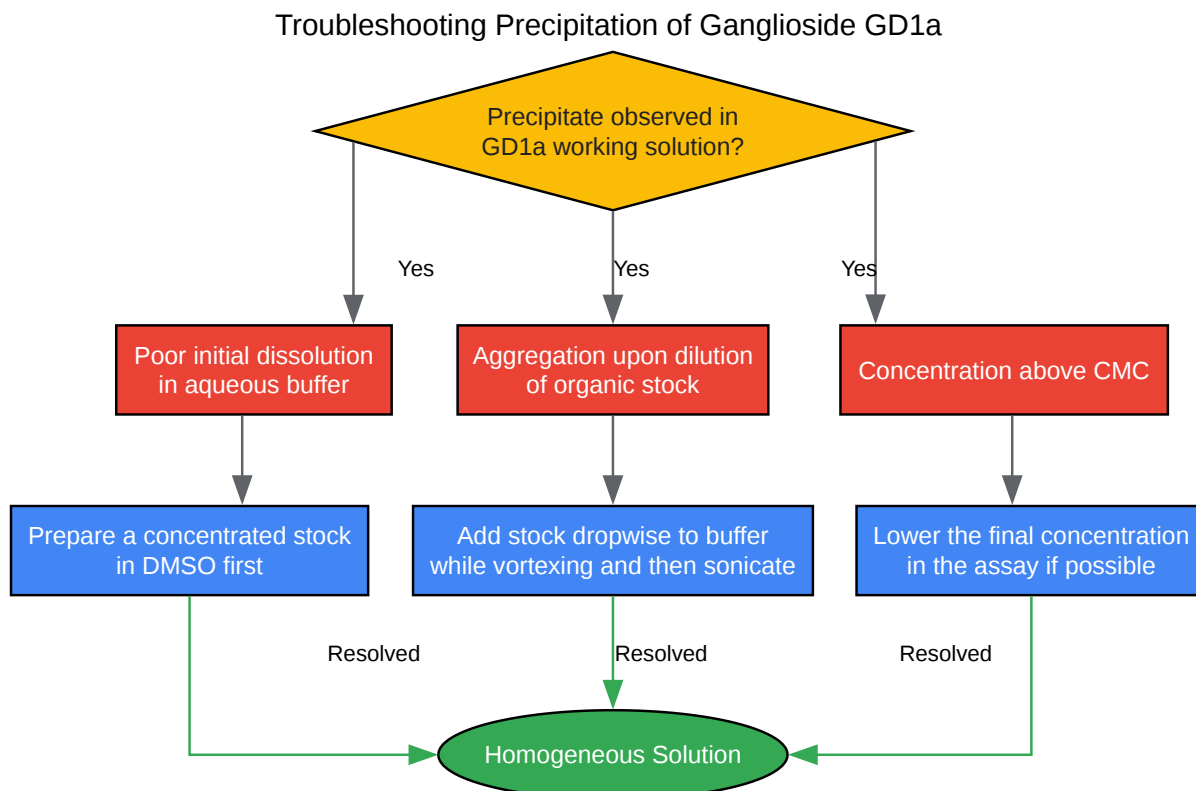 Troubleshooting Precipitation of Ganglioside GD1a
Precipitate observed in
GD1a working solution?
Yes
Yes
Yes
Poor initial dissolution
in aqueous buffer
Aggregation upon dilution
of organic stock
Concentration above CMC
Prepare a concentrated stock
in DMSO first
Add stock dropwise to buffer
while vortexing and then sonicate
Lower the final concentration
in the assay if possible
Resolved
Resolved
Resolved
Homogeneous Solution